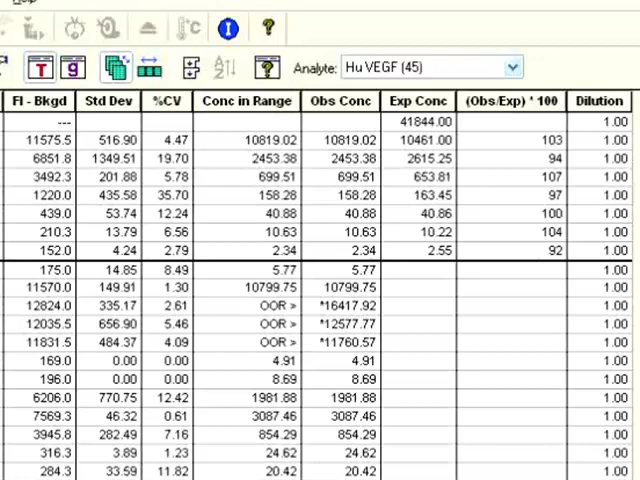 Help
T g ? Analyte: Hu VEGF (45)
FI - Bkgd Std Dev %CV Conc in Range Obs Conc Exp Conc (Obs/Exp) * 100 Dilution
--- 41844.00 1.00
11575.5 516.90 4.47 10819.02 10819.02 10461.00 103 1.00
6851.8 1349.51 19.70 2453.38 2453.38 2615.25 94 1.00
3492.3 201.88 5.78 699.51 699.51 653.81 107 1.00
1220.0 435.58 35.70 158.28 158.28 163.45 97 1.00
439.0 53.74 12.24 40.88 40.88 40.86 100 1.00
210.3 13.79 6.56 10.63 10.63 10.22 104 1.00
152.0 4.24 2.79 2.34 2.34 2.55 92 1.00
175.0 14.85 8.49 5.77 5.77 1.00
11570.0 149.91 1.30 10799.75 10799.75 1.00
12824.0 335.17 2.61 OOR > *16417.92 1.00
12035.5 656.90 5.46 OOR > *12577.77 1.00
11831.5 484.37 4.09 OOR > *11760.57 1.00
169.0 0.00 0.00 4.91 4.91 1.00
196.0 0.00 0.00 8.69 8.69 1.00
6206.0 770.75 12.42 1981.88 1981.88 1.00
7569.3 46.32 0.61 3087.46 3087.46 1.00
3945.8 282.49 7.16 854.29 854.29 1.00
316.3 3.89 1.23 24.62 24.62 1.00
284.3 33.59 11.82 20.42 20.42 1.00